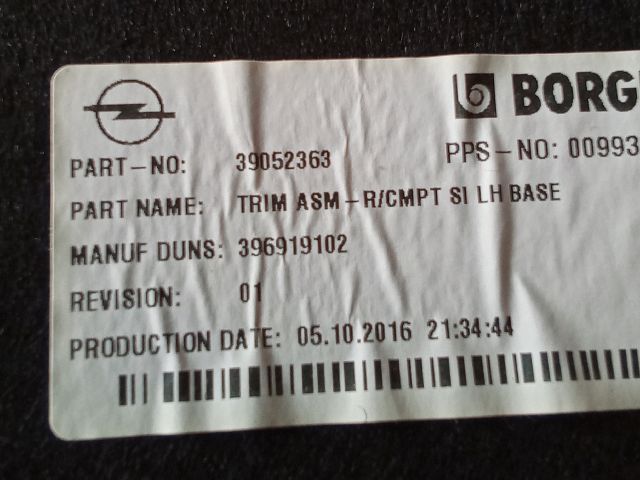 BORG
PART-NO: 39052363 PPS-NO: 00993
PART NAME: TRIM ASM-R/CMPT SI LH BASE
MANUF DUNS: 396919102
REVISION: 01
PRODUCTION DATE: 05.10.2016 21:34:44